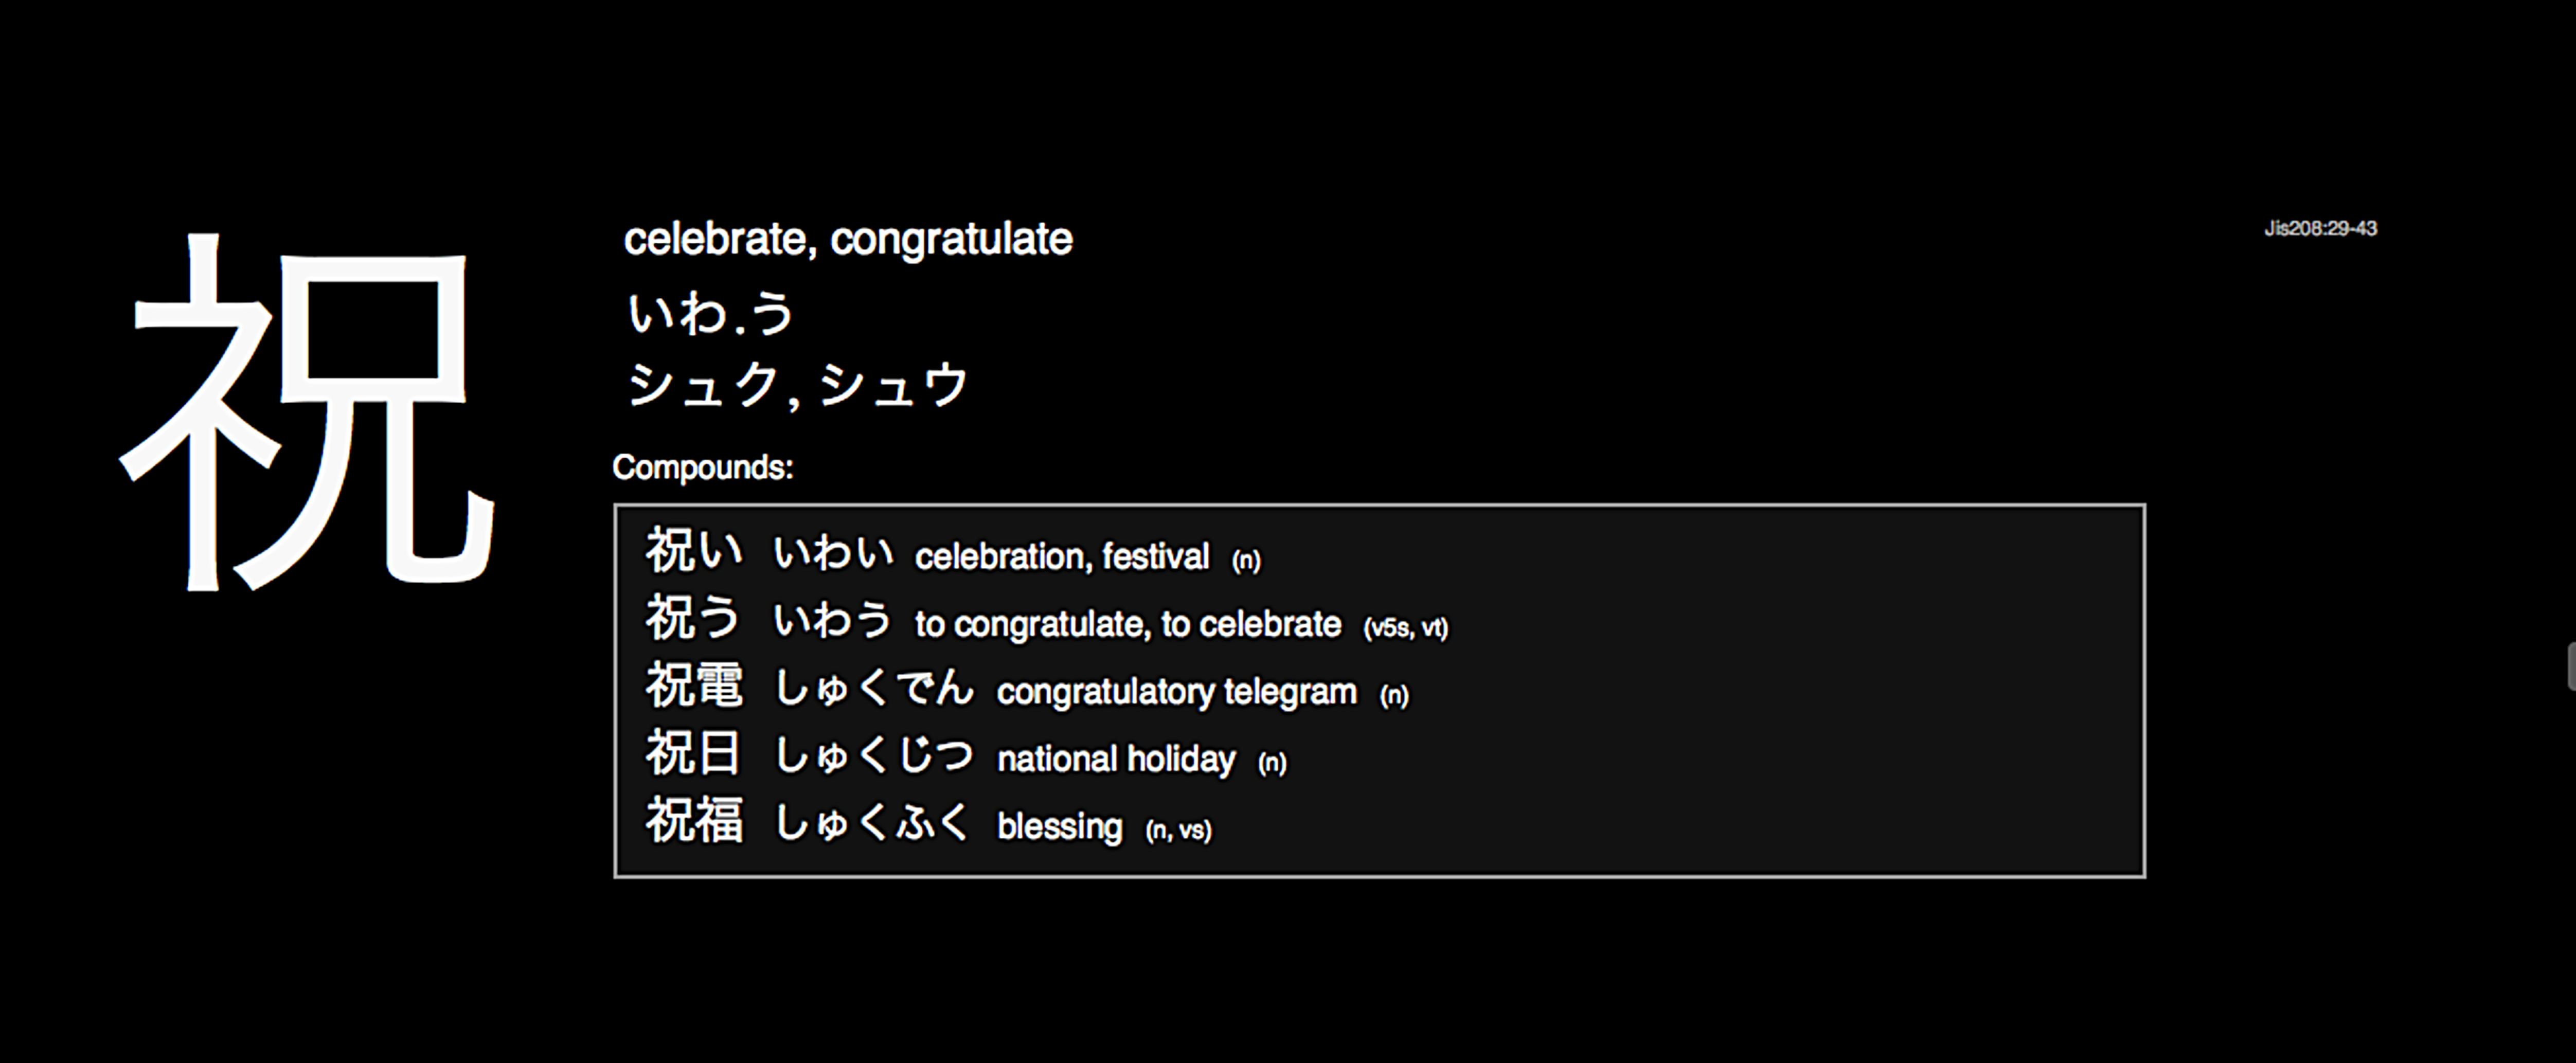 祝
celebrate, congratulate
Jis208:29-43
いわ.う
シュク, シュウ
Compounds:
祝い いわい celebration, festival (n)
祝う いわう to congratulate, to celebrate (v5s, vt)
祝電 しゅくでん congratulatory telegram (n)
祝日 しゅくじつ national holiday (n)
祝福 しゅくふく blessing (n, vs)